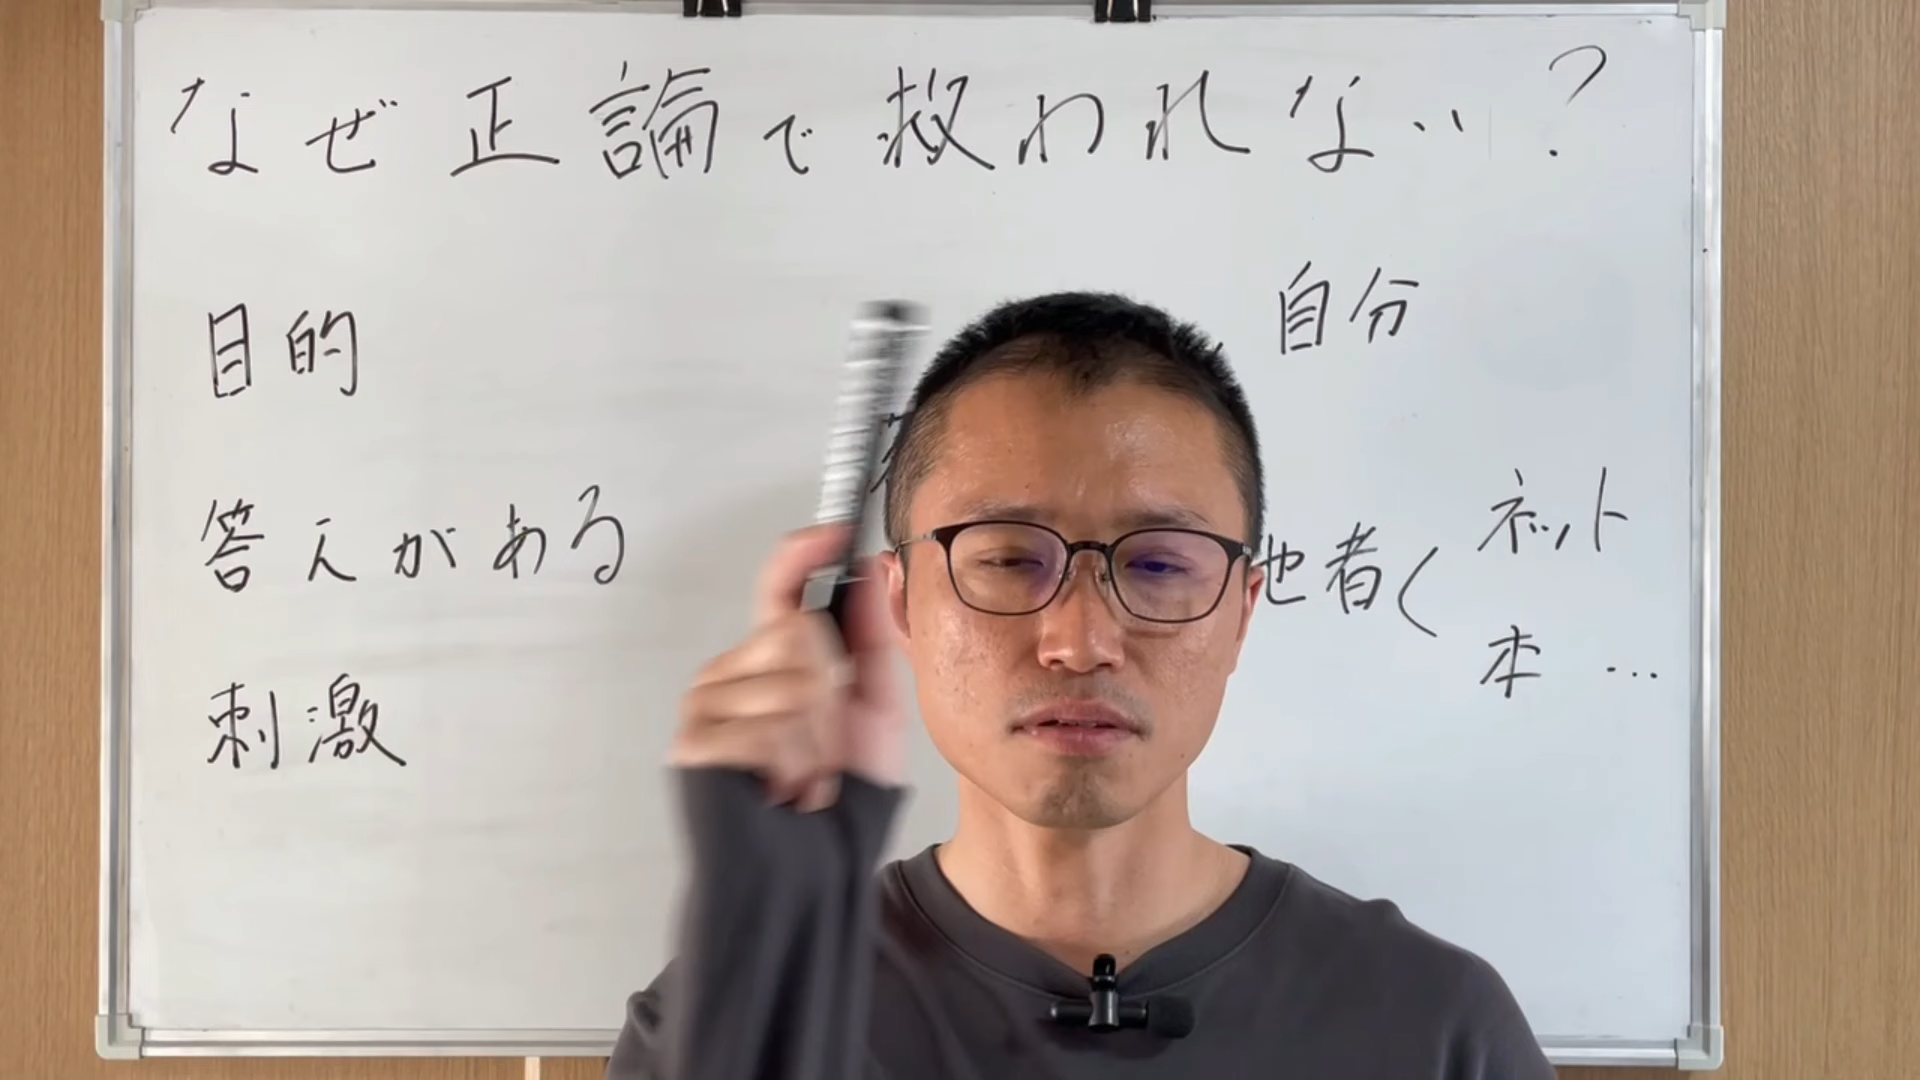 なぜ正論で救われない?
目的
自分
答えがある
他者く
ネット
本 …
刺激